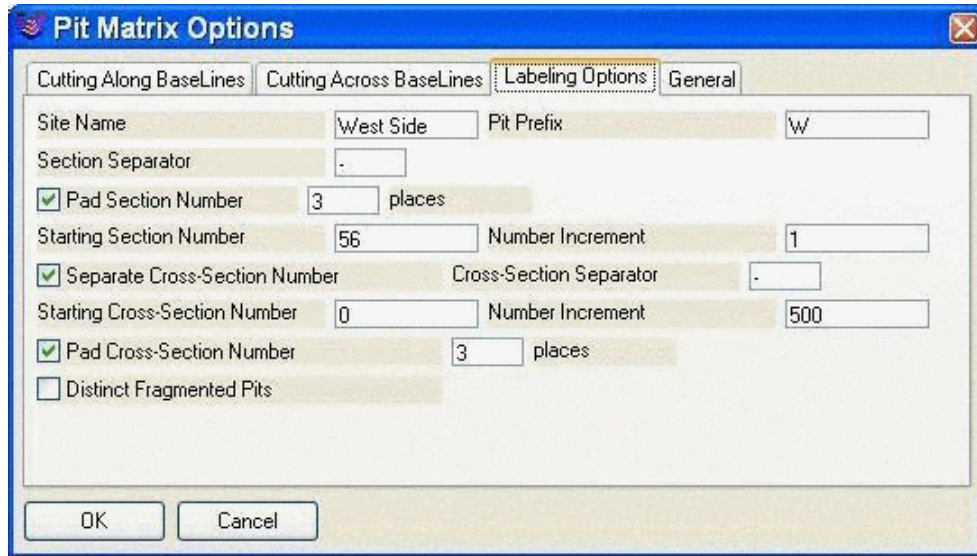 Pit Matrix Options
Cutting Along BaseLines Cutting Across BaseLines Labeling Options General
Site Name West Side Pit Prefix W
Section Separator -
Pad Section Number 3 places
Starting Section Number 56 Number Increment 1
Separate Cross-Section Number Cross-Section Separator -
Starting Cross-Section Number 0 Number Increment 500
Pad Cross-Section Number 3 places
Distinct Fragmented Pits
OK Cancel